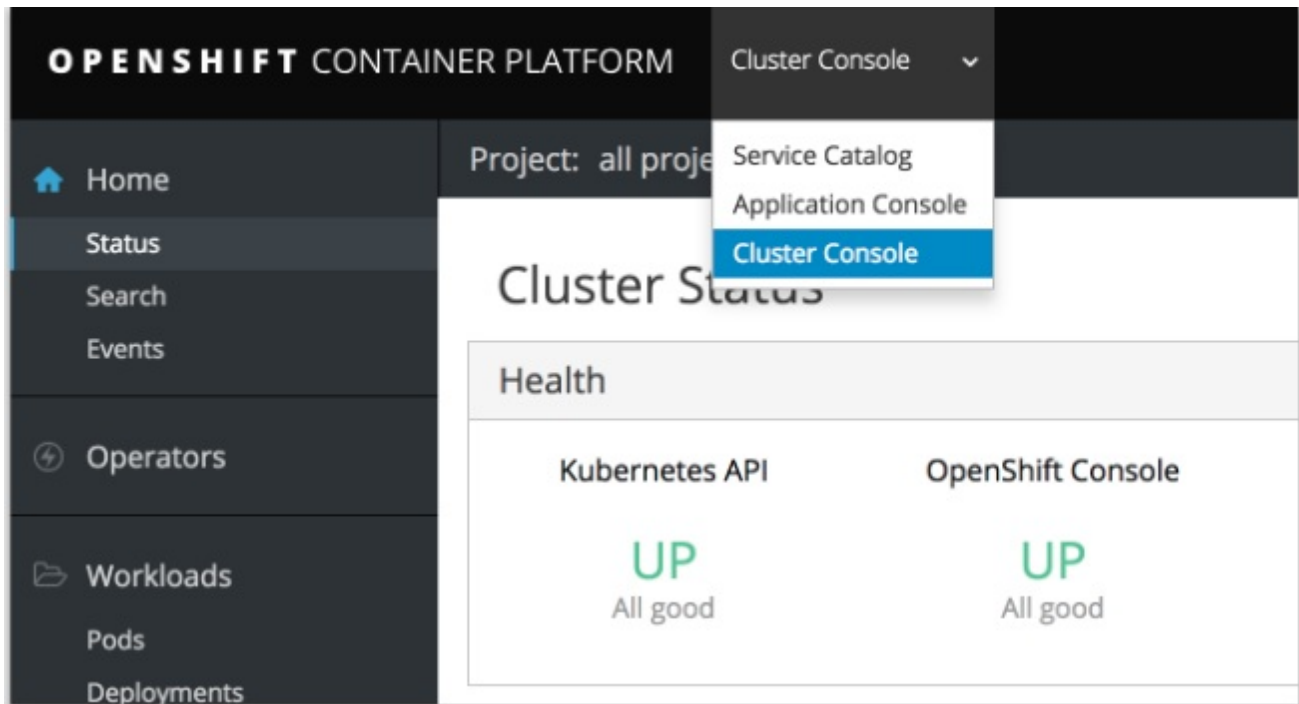 OPENSHIFT CONTAINER PLATFORM
Cluster Console
Service Catalog
Application Console
Cluster Console
Home
Status
Search
Events
Operators
Workloads
Pods
Deployments
Project: all proje
Cluster Status
Health
Kubernetes API
UP
All good
OpenShift Console
UP
All good